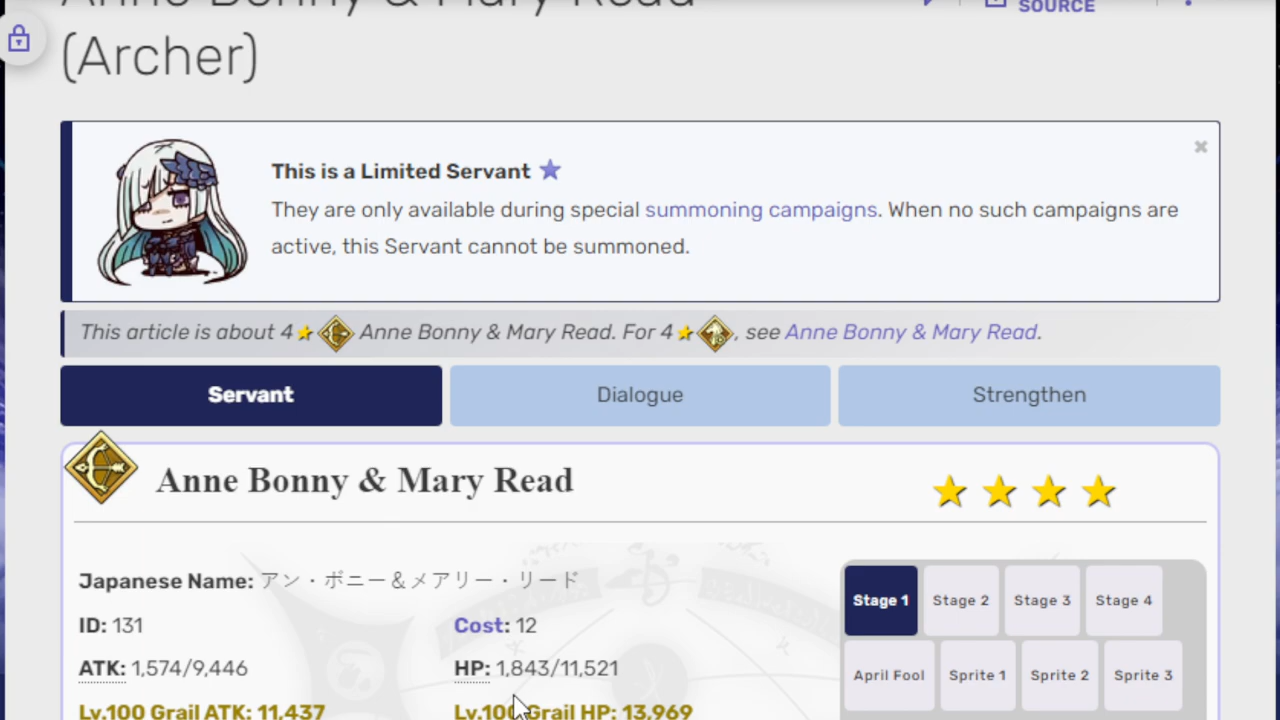 Anne Bonny & Mary Read
SOURCE
(Archer)
This is a Limited Servant
They are only available during special summoning campaigns. When no such campaigns are
active, this Servant cannot be summoned.
This article is about 4 Anne Bonny & Mary Read. For 4, see Anne Bonny & Mary Read.
Servant
Dialogue
Strengthen
Anne Bonny & Mary Read
Japanese Name: アン・ボニー＆メアリー・リード
ID: 131
Cost: 12
ATK: 1,574/9,446
HP: 1,843/11,521
Lv.100 Grail ATK: 11,437
Lv.100 Grail HP: 13,969
Stage 1
Stage 2
Stage 3
Stage 4
April Fool
Sprite 1
Sprite 2
Sprite 3